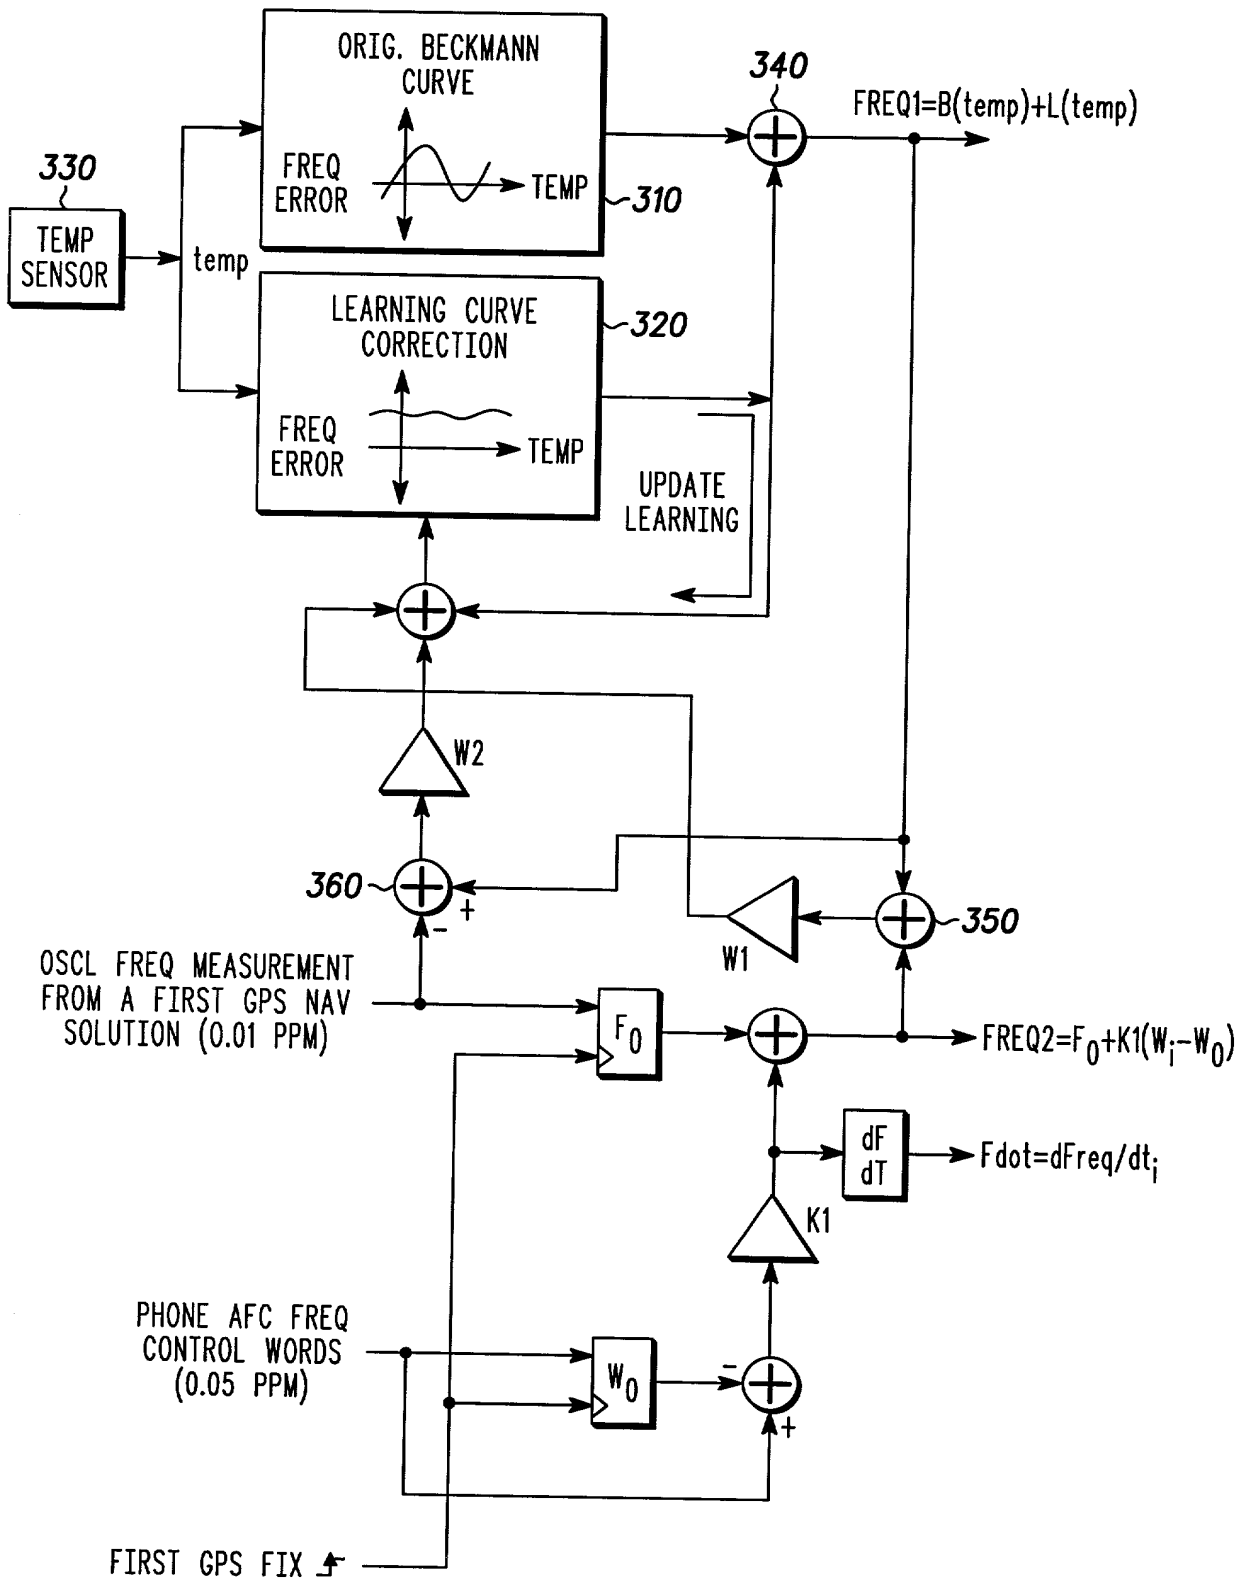 ORIG. BECKMANN
CURVE
FREQ
ERROR
TEMP
310
340
FREQ1=B(temp)+L(temp)
330
TEMP
SENSOR
temp
LEARNING CURVE
CORRECTION
320
FREQ
ERROR
TEMP
UPDATE
LEARNING
W2
360
+
-
350
W1
OSCL FREQ MEASUREMENT
FROM A FIRST GPS NAV
SOLUTION (0.01 PPM)
F0
FREQ2=F0+K1(Wi-W0)
dF
dT
Fdot=dFreq/dti
K1
PHONE AFC FREQ
CONTROL WORDS
(0.05 PPM)
W0
-
+
FIRST GPS FIX